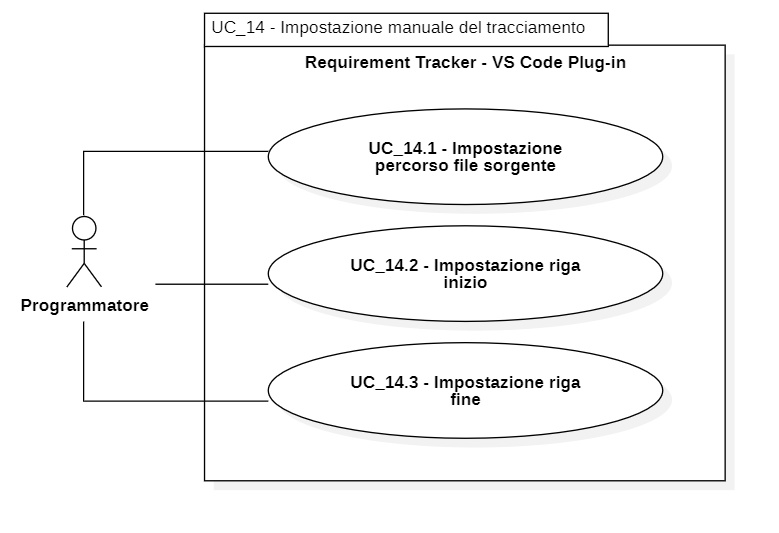 UC_14 - Impostazione manuale del tracciamento
Requirement Tracker - VS Code Plug-in
UC_14.1 - Impostazione
percorso file sorgente
UC_14.2 - Impostazione riga
inizio
Programmatore
UC_14.3 - Impostazione riga
fine